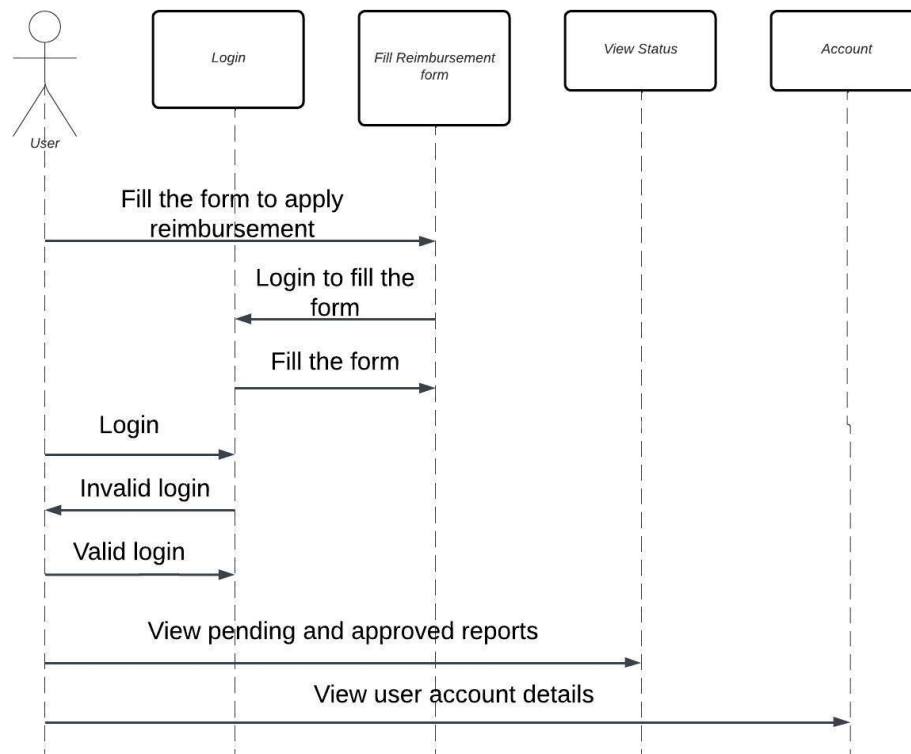 Login
Fill Reimbursement
form
View Status
Account
User
Fill the form to apply
reimbursement
Login to fill the
form
Fill the form
Login
Invalid login
Valid login
View pending and approved reports
View user account details